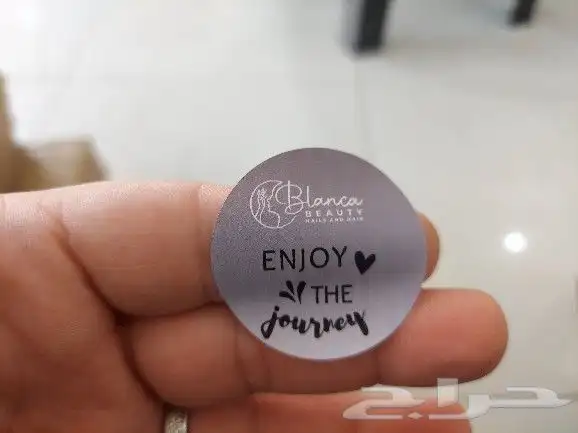 Blanca
BEAUTY
NAILS AND HAIR
ENJOY
THE
journey
حراج